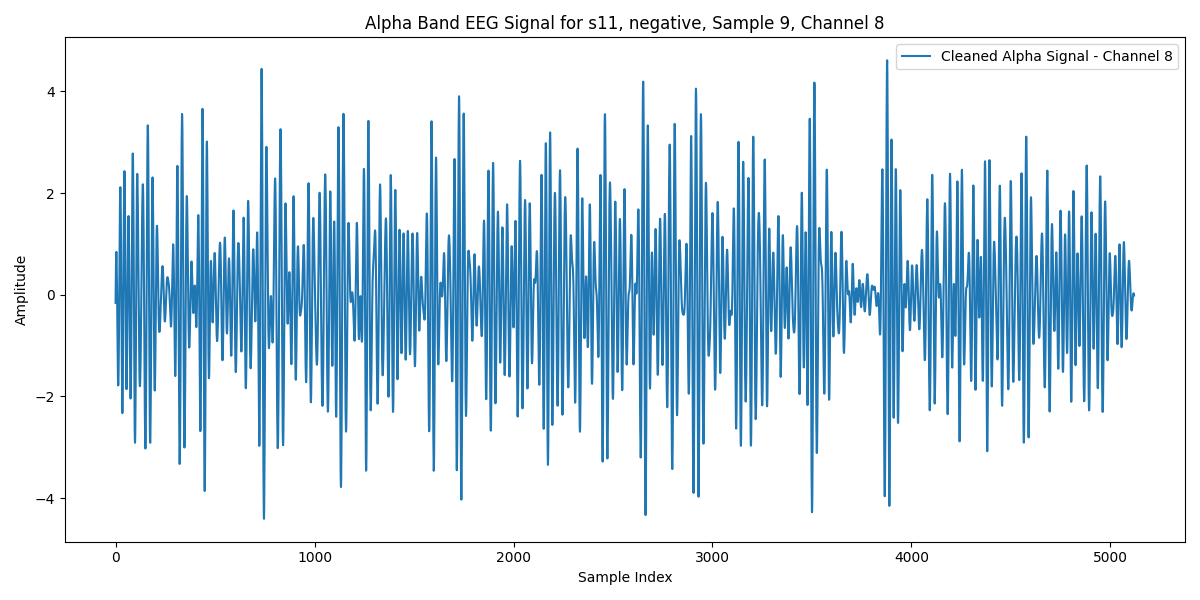 Alpha Band EEG Signal for s11, negative, Sample 9, Channel 8
Cleaned Alpha Signal - Channel 8
Amplitude
4
2
0
−2
−4
0 1000 2000 3000 4000 5000
Sample Index